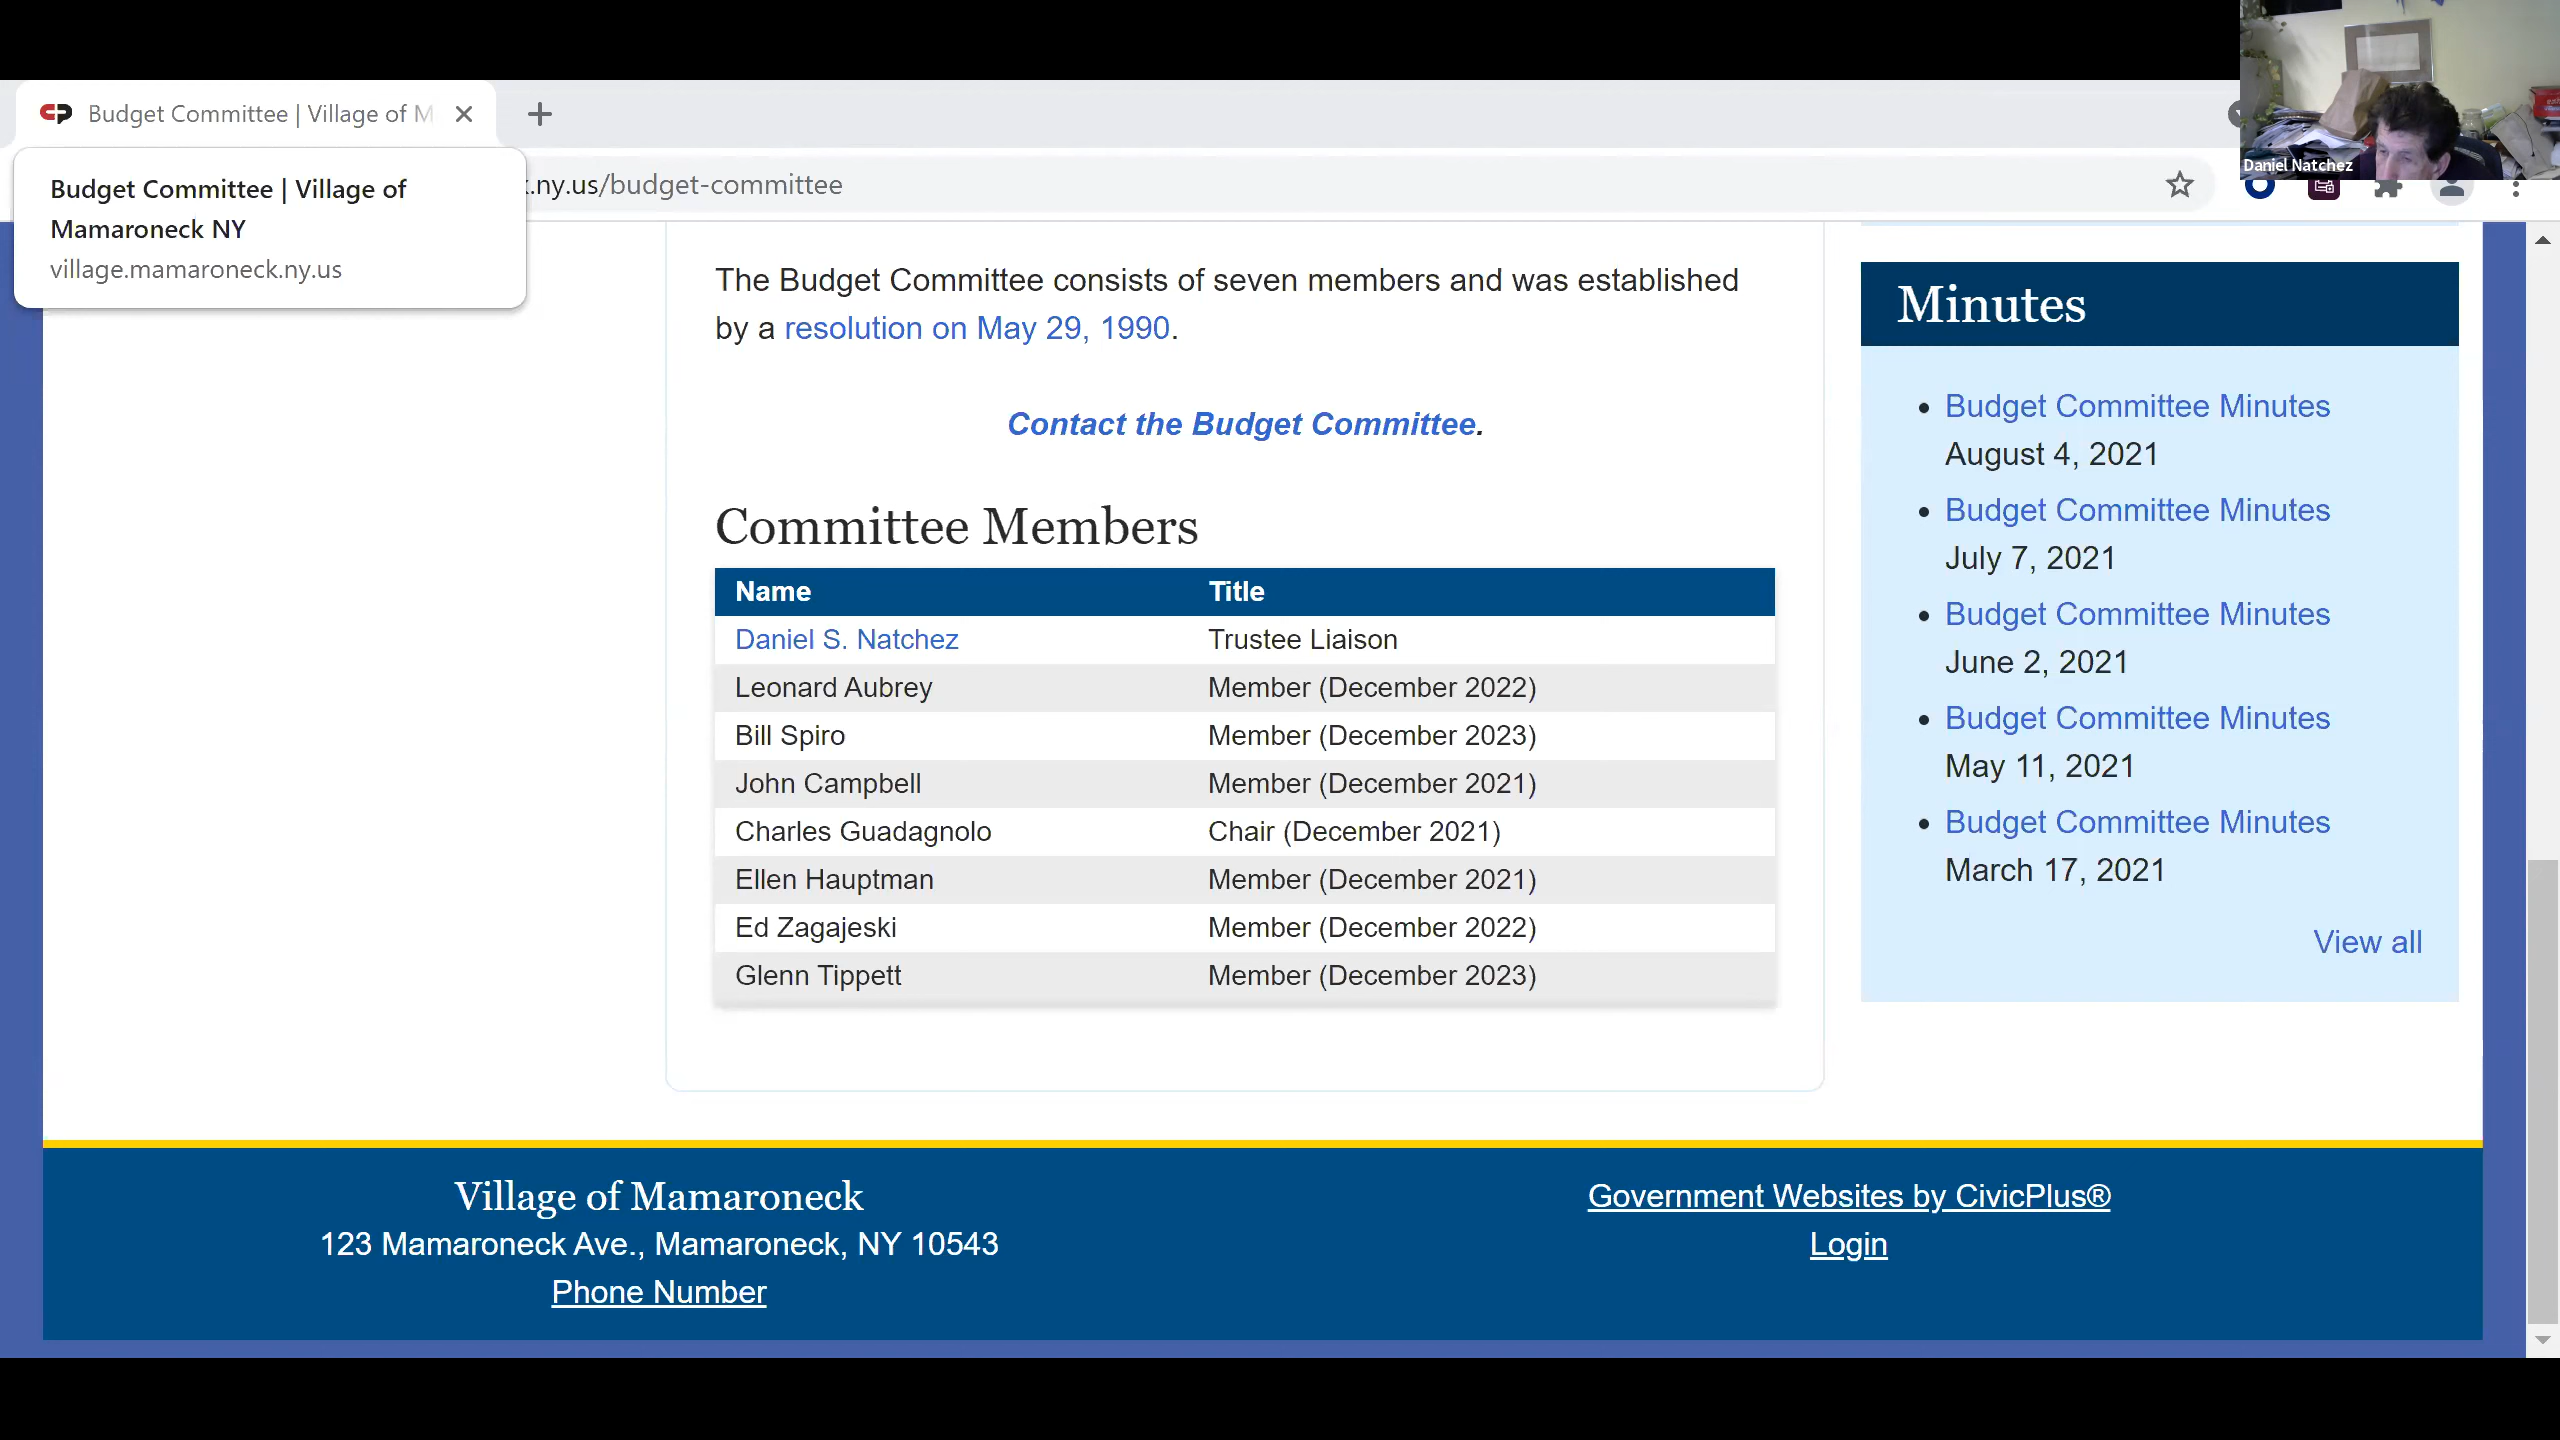 Budget Committee | Village of M
Daniel Natchez
.ny.us/budget-committee
Budget Committee | Village of
Mamaroneck NY
village.mamaroneck.ny.us
The Budget Committee consists of seven members and was established
by a resolution on May 29, 1990.
Contact the Budget Committee.
Committee Members
Name Title
Daniel S. Natchez Trustee Liaison
Leonard Aubrey Member (December 2022)
Bill Spiro Member (December 2023)
John Campbell Member (December 2021)
Charles Guadagnolo Chair (December 2021)
Ellen Hauptman Member (December 2021)
Ed Zagajeski Member (December 2022)
Glenn Tippett Member (December 2023)
Minutes
Budget Committee Minutes
August 4, 2021
Budget Committee Minutes
July 7, 2021
Budget Committee Minutes
June 2, 2021
Budget Committee Minutes
May 11, 2021
Budget Committee Minutes
March 17, 2021
View all
Village of Mamaroneck
123 Mamaroneck Ave., Mamaroneck, NY 10543
Phone Number
Government Websites by CivicPlus®
Login